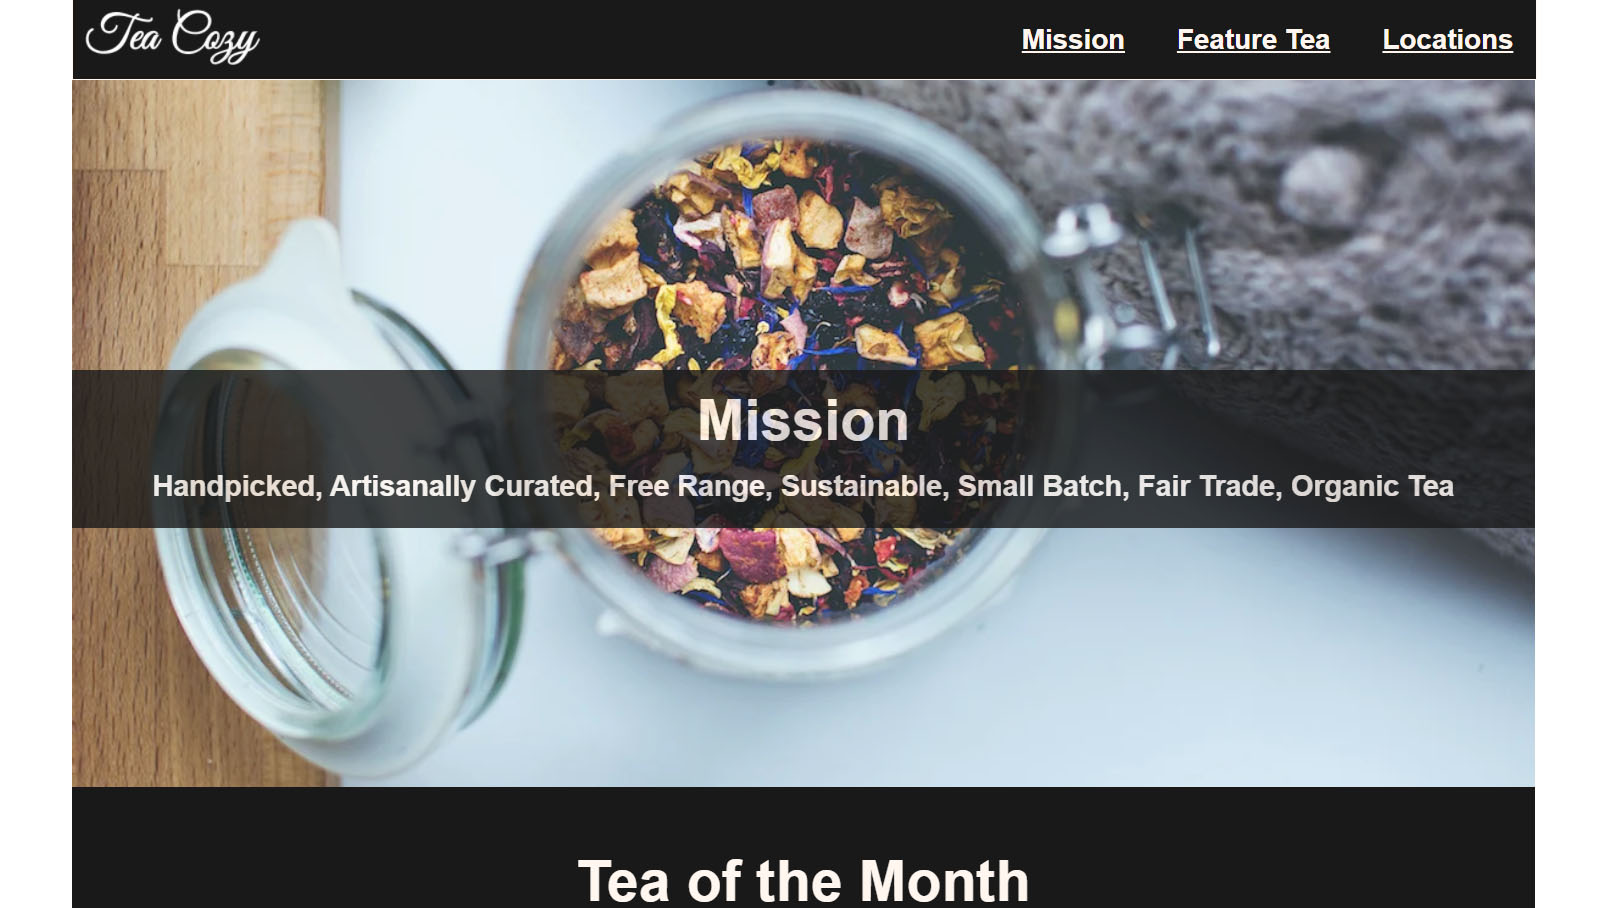 Tea Cozy
Mission
Feature Tea
Locations
Mission
Handpicked, Artisanally Curated, Free Range, Sustainable, Small Batch, Fair Trade, Organic Tea
Tea of the Month